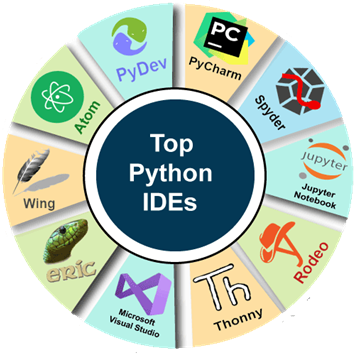 Top
Python
IDEs
PyDev
PC
PyCharm
Spyder
jupyter
Jupyter
Notebook
Rodeo
Th
Thonny
Microsoft
Visual Studio
eric
Wing
Atom